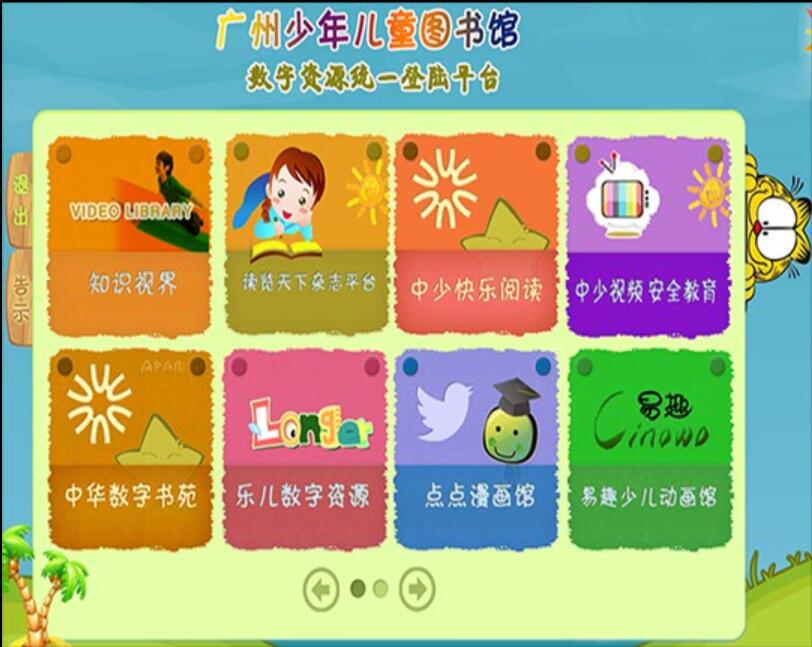 广州少年儿童图书馆
数字资源统一登陆平台
退出
告示
VIDEO LIBRARY
知识视界
读览天下杂志平台
中少快乐阅读
中少视频安全教育
APABI
中华数字书苑
Longer
乐儿数字资源
点点漫画馆
易趣
Cinowo
易趣少儿动画馆